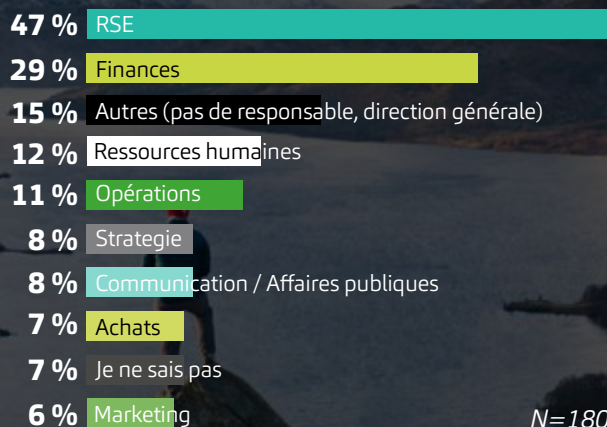 47 % RSE
29 % Finances
15 % Autres (pas de responsable, direction générale)
12 % Ressources humaines
11 % Opérations
8 % Strategie
8 % Communication / Affaires publiques
7 % Achats
7 % Je ne sais pas
6 % Marketing
N=180